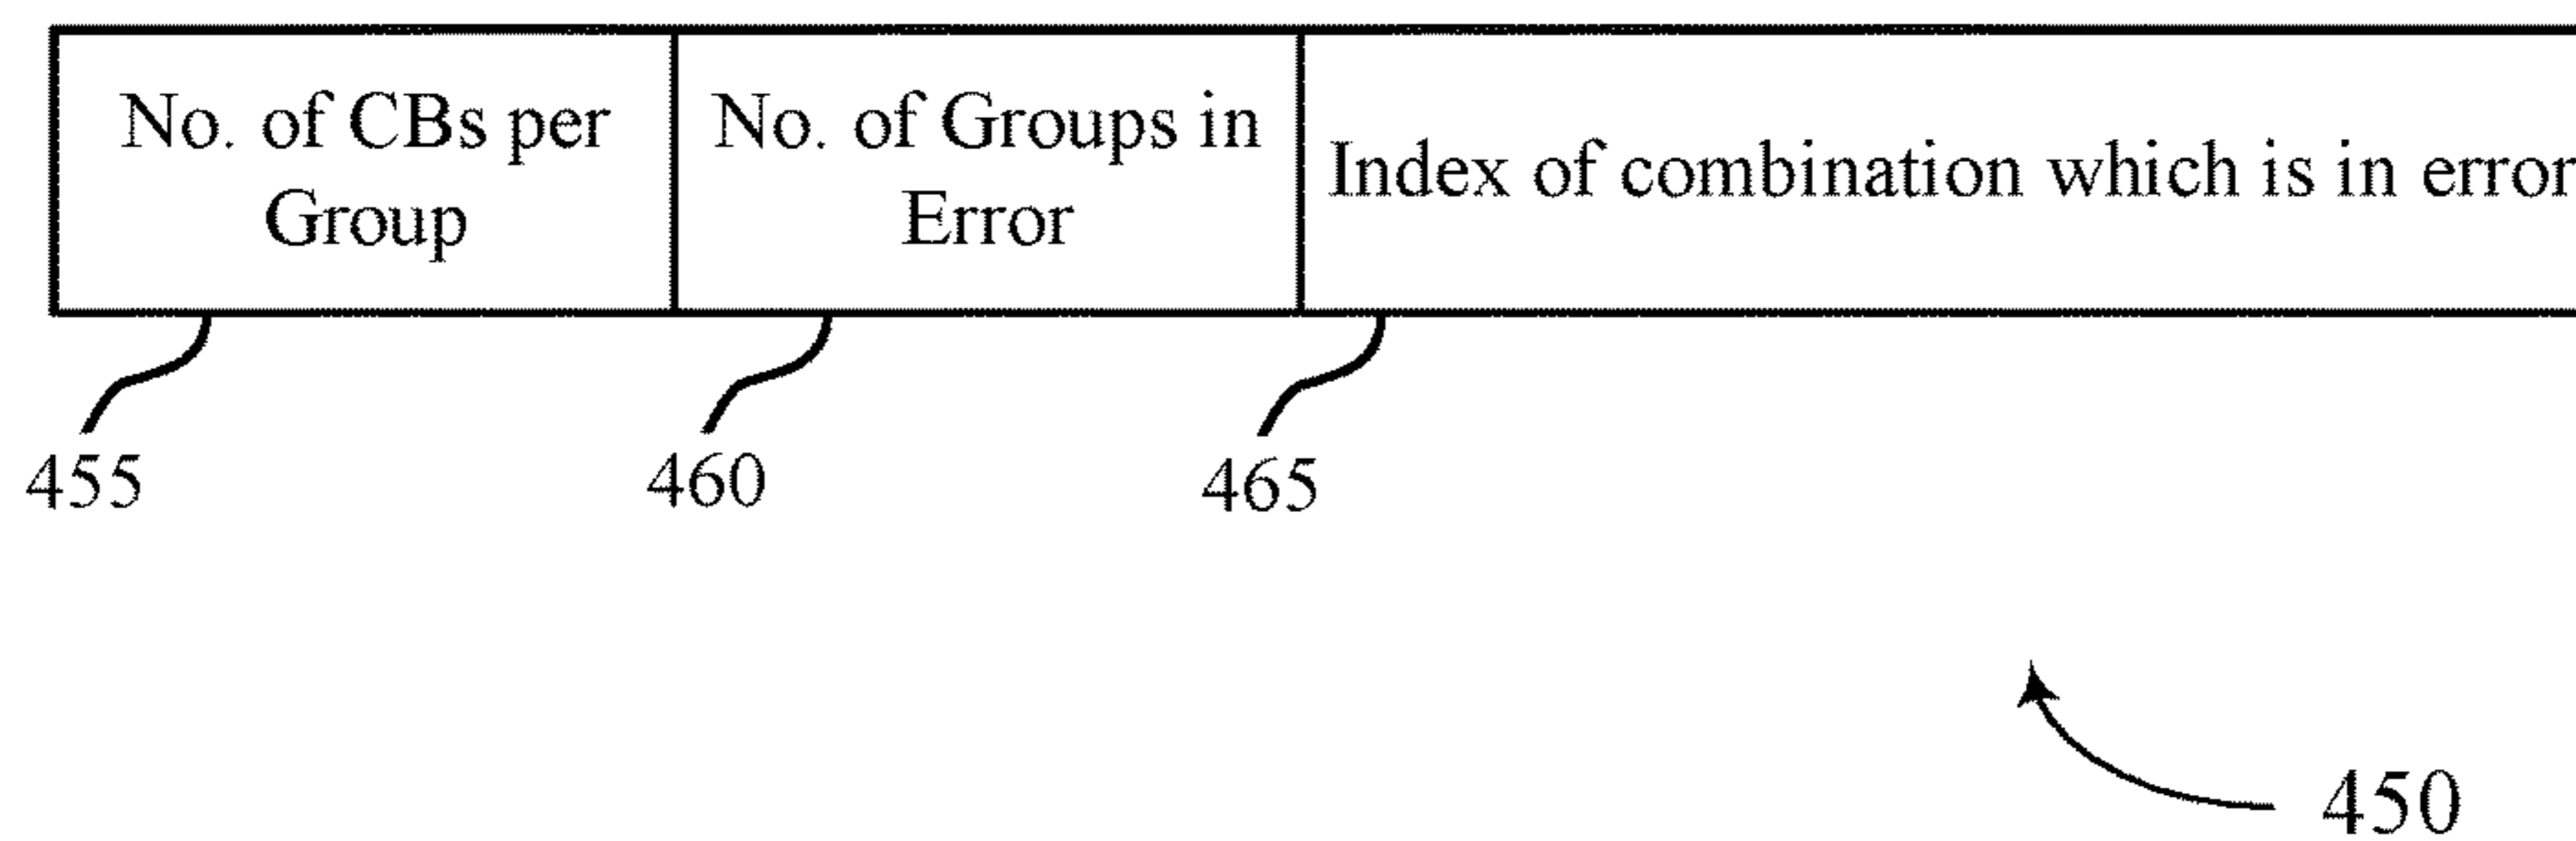 No. of CBs per
Group
No. of Groups in
Error
Index of combination which is in error
455
460
465
450